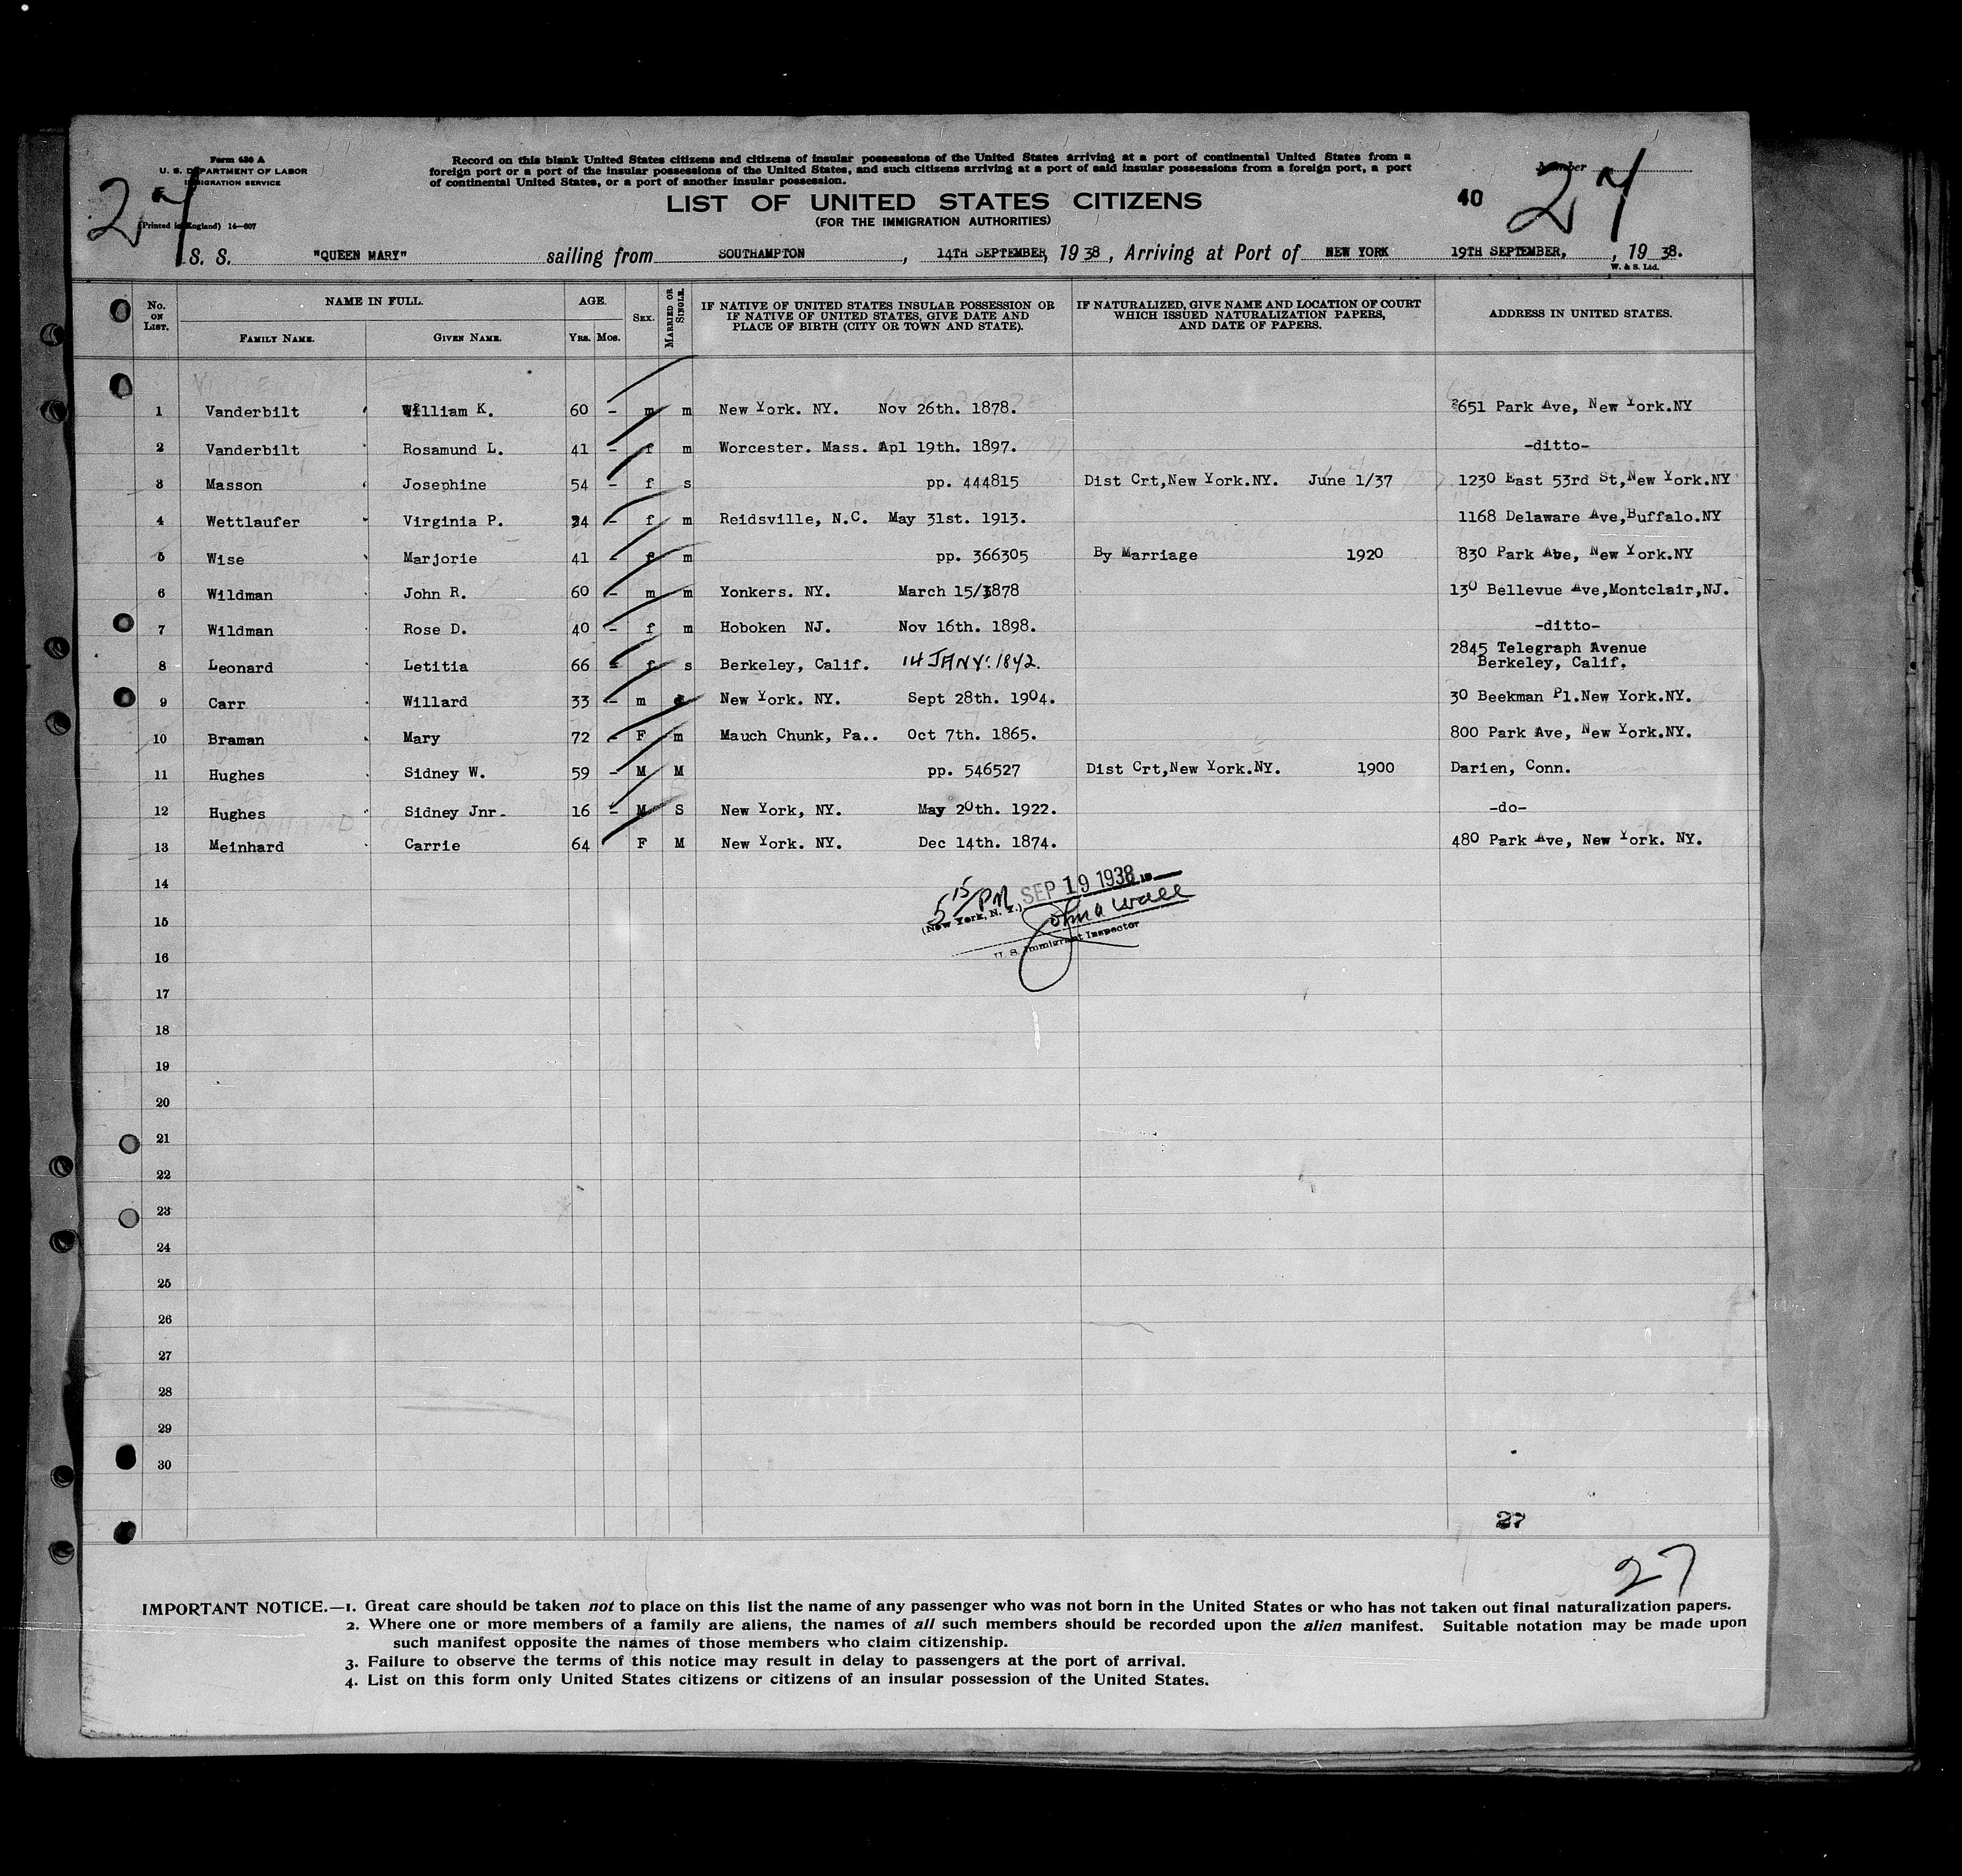 Form 630 A
U. S. DEPARTMENT OF LABOR
IMMIGRATION SERVICE
(Printed in England) 14—607
27
Record on this blank United States citizens and citizens of insular possessions of the United States arriving at a port of continental United States from a
foreign port or a port of the insular possessions of the United States, and such citizens arriving at a port of said insular possessions from a foreign port, a port
of continental United States, or a port of another insular possession.
LIST OF UNITED STATES CITIZENS
(FOR THE IMMIGRATION AUTHORITIES)
Number
40
27
S. S. "QUEEN MARY" sailing from SOUTHAMPTON, 14TH SEPTEMBER, 19 38, Arriving at Port of NEW YORK 19TH SEPTEMBER, , 19 38.
W. & S. Ltd.
No. ON LIST. NAME IN FULL. AGE. SEX. MARRIED OR SINGLE. IF NATIVE OF UNITED STATES INSULAR POSSESSION OR IF NATIVE OF UNITED STATES, GIVE DATE AND PLACE OF BIRTH (CITY OR TOWN AND STATE). IF NATURALIZED, GIVE NAME AND LOCATION OF COURT WHICH ISSUED NATURALIZATION PAPERS, AND DATE OF PAPERS. ADDRESS IN UNITED STATES.
FAMILY NAME. GIVEN NAME. YRS. MOS.
1 Vanderbilt William K. 60 – m m New York. NY. Nov 26th. 1878. 651 Park Ave, New York.NY
2 Vanderbilt Rosamund L. 41 – f m Worcester. Mass. Apl 19th. 1897. -ditto-
3 Masson Josephine 54 – f s pp. 444815 Dist Crt,New York.NY. June 1/37 1230 East 53rd St,New York.NY
4 Wettlaufer Virginia P. 24 – f m Reidsville, N.C. May 31st. 1913. 1168 Delaware Ave,Buffalo.NY
5 Wise Marjorie 41 – f m pp. 366305 By Marriage 1920 830 Park Ave, New York.NY
6 Wildman John R. 60 – m m Yonkers. NY. March 15/1878 130 Bellevue Ave,Montclair,NJ.
7 Wildman Rose D. 40 – f m Hoboken NJ. Nov 16th. 1898. -ditto-
8 Leonard Letitia 66 – f s Berkeley, Calif. 14 JANY. 1842. 2845 Telegraph Avenue
Berkeley, Calif.
9 Carr Willard 33 – m New York. NY. Sept 28th. 1904. 30 Beekman Pl.New York.NY.
10 Braman Mary 72 – F m Mauch Chunk, Pa.. Oct 7th. 1865. 800 Park Ave, New York.NY.
11 Hughes Sidney W. 59 – M M pp. 546527 Dist Crt,New York.NY. 1900 Darien, Conn.
12 Hughes Sidney Jnr. 16 – M S New York, NY. May 20th. 1922. -do-
13 Meinhard Carrie 64 F M New York. NY. Dec 14th. 1874. 480 Park Ave, New York. NY.
14
5 15/PM SEP 19 1938 19
(New York, N. Y.)
15
U. S. Immigrant Inspector
16
17
18
19
20
21
22
23
24
25
26
27
28
29
30
27
27
IMPORTANT NOTICE.—1. Great care should be taken not to place on this list the name of any passenger who was not born in the United States or who has not taken out final naturalization papers.
2. Where one or more members of a family are aliens, the names of all such members should be recorded upon the alien manifest. Suitable notation may be made upon
such manifest opposite the names of those members who claim citizenship.
3. Failure to observe the terms of this notice may result in delay to passengers at the port of arrival.
4. List on this form only United States citizens or citizens of an insular possession of the United States.